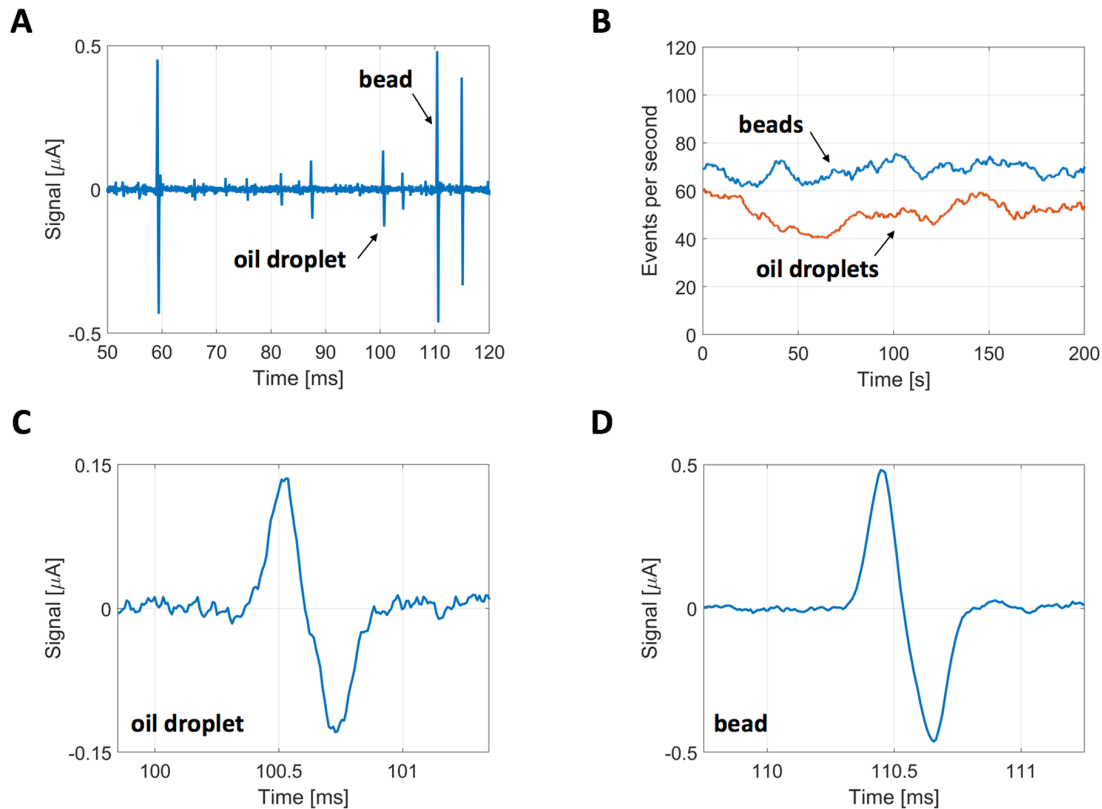 A
0.5
0
-0.5
Signal [μA]
bead
oil droplet
50 60 70 80 90 100 110 120
Time [ms]
B
120
100
80
60
40
20
0
Events per second
beads
oil droplets
0 50 100 150 200
Time [s]
C
0.15
0
-0.15
Signal [μA]
oil droplet
100 100.5 101
Time [ms]
D
0.5
0
-0.5
Signal [μA]
bead
110 110.5 111
Time [ms]